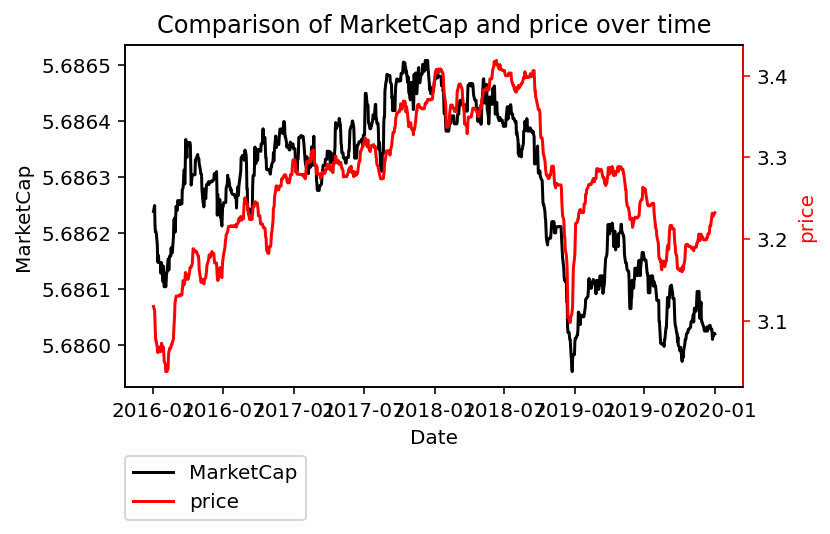 Comparison of MarketCap and price over time
5.6865
5.6864
5.6863
5.6862
5.6861
5.6860
MarketCap
3.4
3.3
3.2
3.1
price
2016-01 2016-07 2017-01 2017-07 2018-01 2018-07 2019-01 2019-07 2020-01
Date
MarketCap
price